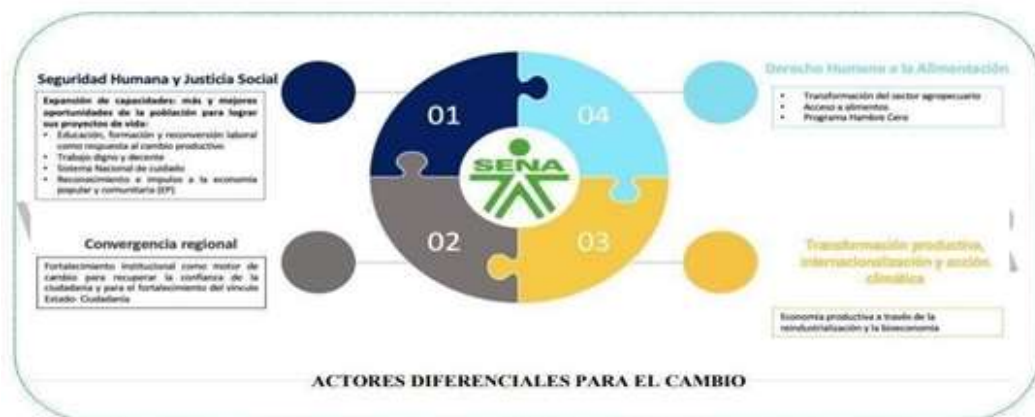 Seguridad Humana y Justicia Social
Expansión de capacidades: más y mejores
oportunidades de la población para lograr
sus proyectos de vida:
• Educación, formación y reconversión laboral
como respuesta al cambio productivo
• Trabajo digno y decente
• Sistema Nacional de cuidado
• Reconocimiento e impulso a la economía
popular y comunitaria (EP)
Convergencia regional
Fortalecimiento institucional como motor de
cambio para recuperar la confianza de la
ciudadanía y para el fortalecimiento del vínculo
Estado- Ciudadanía
01
04
SENA
02
03
Derecho Humano a la Alimentación
• Transformación del sector agropecuario
• Acceso a alimentos
• Programa Hambre Cero
Transformación productiva,
internacionalización y acción
climática
Economía productiva a través de la
reindustrialización y la bioeconomía
ACTORES DIFERENCIALES PARA EL CAMBIO